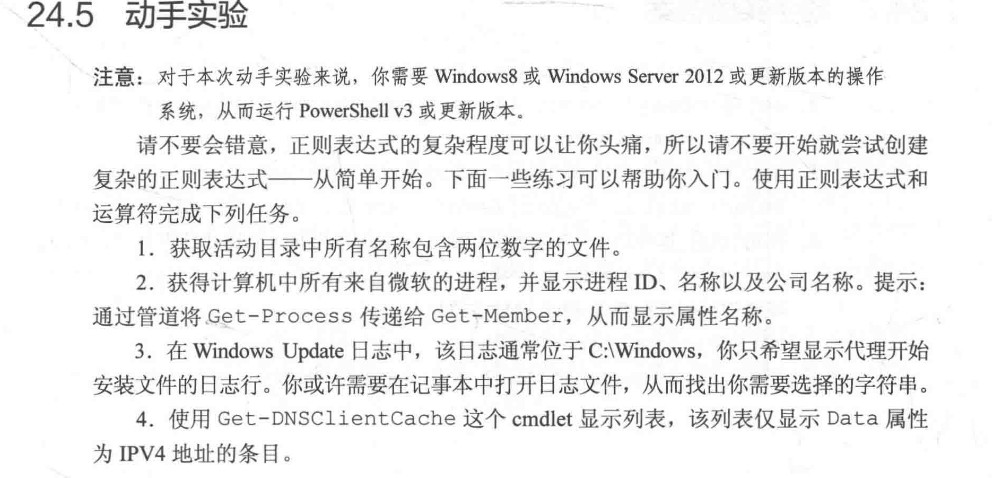 24.5 动手实验
注意：对于本次动手实验来说，你需要 Windows8 或 Windows Server 2012 或更新版本的操作
系统，从而运行 PowerShell v3 或更新版本。
请不要会错意，正则表达式的复杂程度可以让你头痛，所以请不要开始就尝试创建
复杂的正则表达式——从简单开始。下面一些练习可以帮助你入门。使用正则表达式和
运算符完成下列任务。
1．获取活动目录中所有名称包含两位数字的文件。
2．获得计算机中所有来自微软的进程，并显示进程 ID、名称以及公司名称。提示：
通过管道将 Get-Process 传递给 Get-Member，从而显示属性名称。
3．在 Windows Update 日志中，该日志通常位于 C:\Windows，你只希望显示代理开始
安装文件的日志行。你或许需要在记事本中打开日志文件，从而找出你需要选择的字符串。
4．使用 Get-DNSClientCache 这个 cmdlet 显示列表，该列表仅显示 Data 属性
为 IPV4 地址的条目。